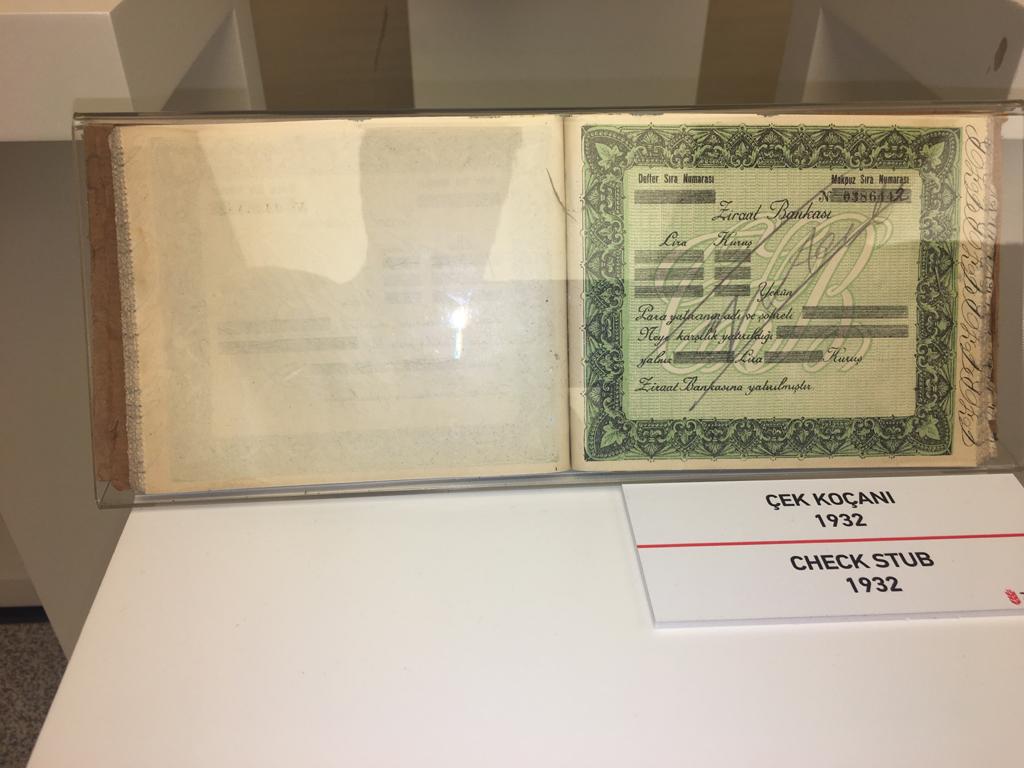 Defter Sıra Numarası
Makpuz Sıra Numarası
Ziraat Bankası
Lira Kuruş
Yekûn
Para yatıranın adı ve şöhreti
Neye karşılık yatırıldığı
yalnız Lira Kuruş
Ziraat Bankasına yatırılmıştır.
ÇEK KOÇANI
1932
CHECK STUB
1932